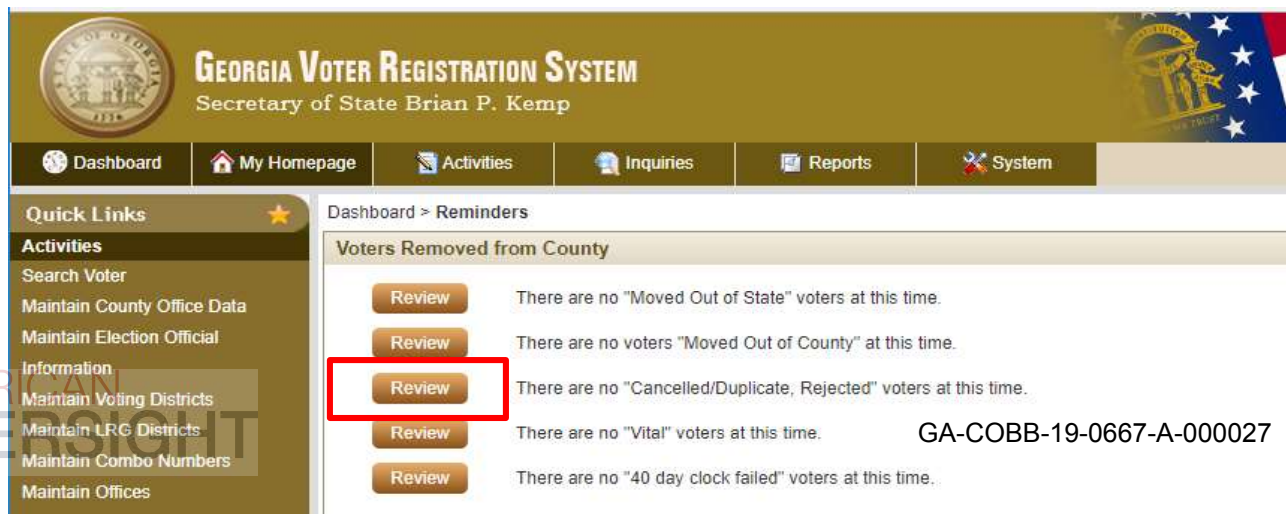 GEORGIA VOTER REGISTRATION SYSTEM
Secretary of State Brian P. Kemp
Dashboard My Homepage Activities Inquiries Reports System
Quick Links
Activities
Search Voter
Maintain County Office Data
Maintain Election Official
Information
Maintain Voting Districts
Maintain LRG Districts
Maintain Combo Numbers
Maintain Offices
Dashboard > Reminders
Voters Removed from County
Review There are no "Moved Out of State" voters at this time.
Review There are no voters "Moved Out of County" at this time.
Review There are no "Cancelled/Duplicate, Rejected" voters at this time.
Review There are no "Vital" voters at this time.
Review There are no "40 day clock failed" voters at this time.
GA-COBB-19-0667-A-000027
RICAN
ERSIGHT
1776